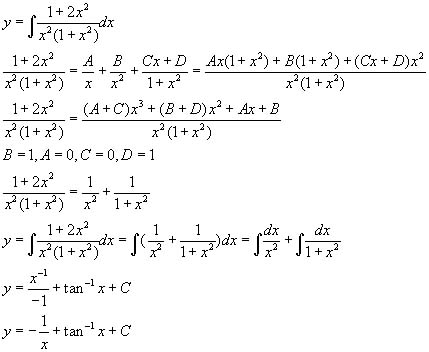 y = ∫ (1 + 2x²)/(x²(1 + x²)) dx
(1 + 2x²)/(x²(1 + x²)) = A/x + B/x² + (Cx + D)/(1 + x²) = (Ax(1 + x²) + B(1 + x²) + (Cx + D)x²)/(x²(1 + x²))
(1 + 2x²)/(x²(1 + x²)) = ((A + C)x³ + (B + D)x² + Ax + B)/(x²(1 + x²))
B = 1, A = 0, C = 0, D = 1
(1 + 2x²)/(x²(1 + x²)) = 1/x² + 1/(1 + x²)
y = ∫ (1 + 2x²)/(x²(1 + x²)) dx = ∫ (1/x² + 1/(1 + x²))dx = ∫ dx/x² + ∫ dx/(1 + x²)
y = x⁻¹/−1 + tan⁻¹ x + C
y = −1/x + tan⁻¹ x + C